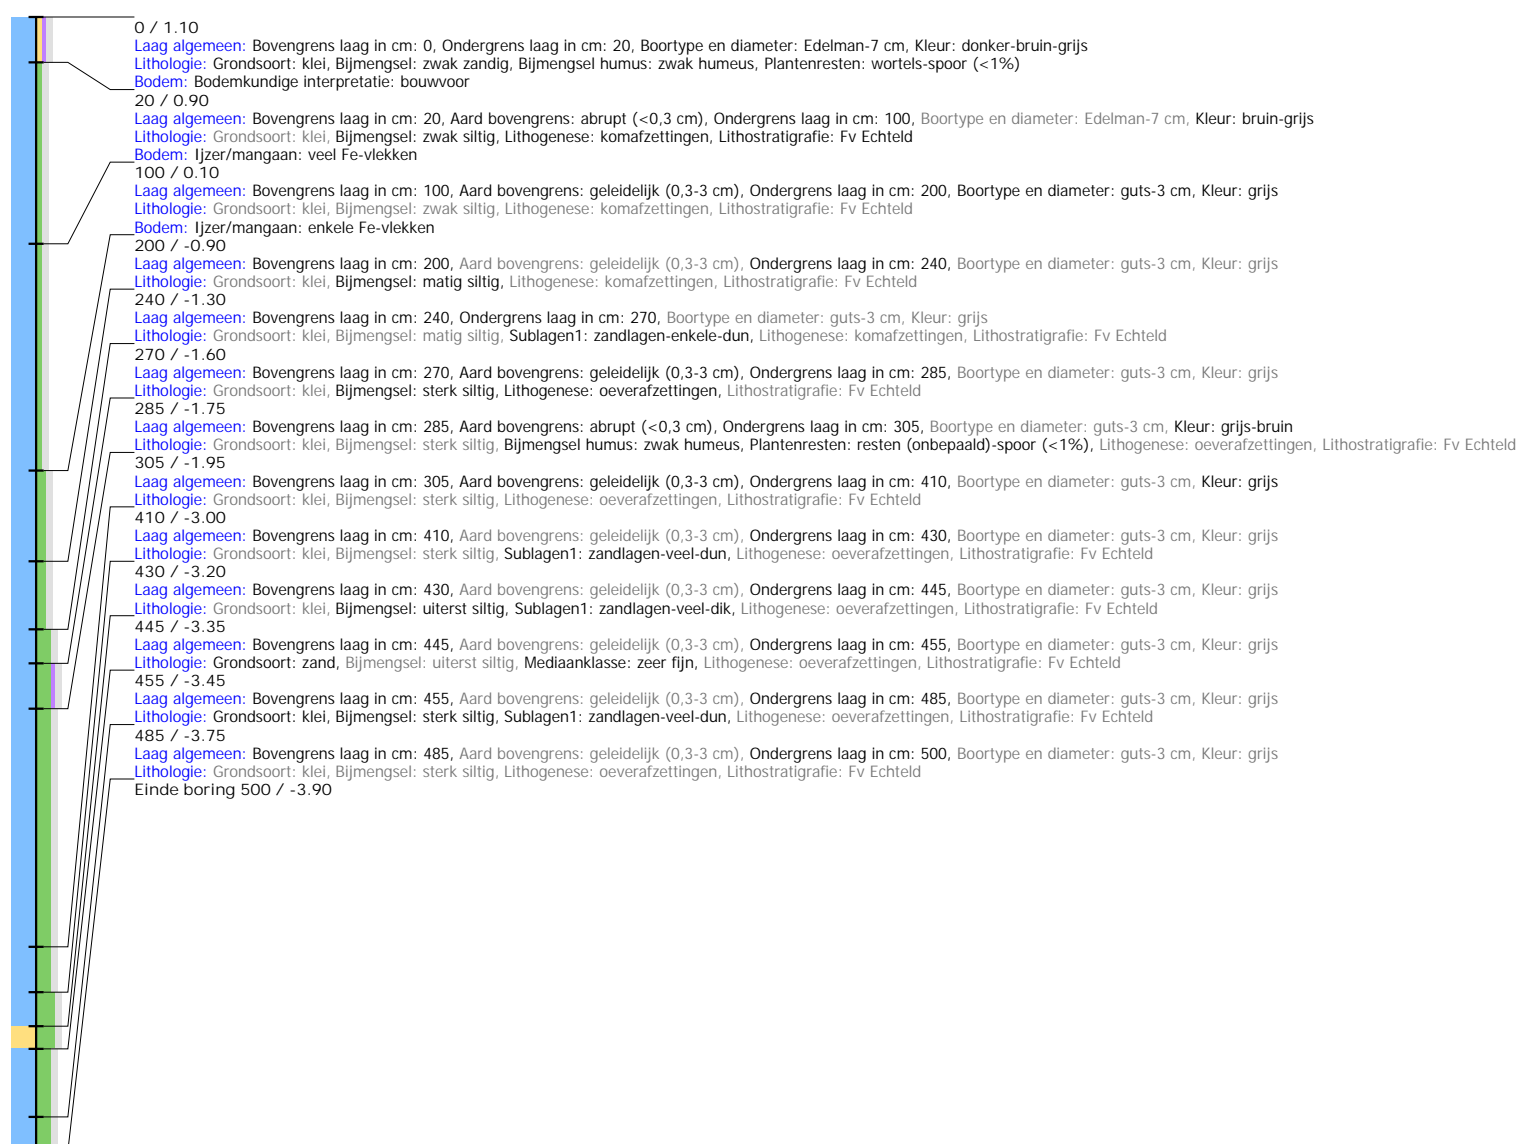 0 / 1.10
Laag algemeen: Bovengrens laag in cm: 0, Ondergrens laag in cm: 20, Boortype en diameter: Edelman-7 cm, Kleur: donker-bruin-grijs
Lithologie: Grondsoort: klei, Bijmengsel: zwak zandig, Bijmengsel humus: zwak humeus, Plantenresten: wortels-spoor (<1%)
Bodem: Bodemkundige interpretatie: bouwvoor
20 / 0.90
Laag algemeen: Bovengrens laag in cm: 20, Aard bovengrens: abrupt (<0,3 cm), Ondergrens laag in cm: 100, Boortype en diameter: Edelman-7 cm, Kleur: bruin-grijs
Lithologie: Grondsoort: klei, Bijmengsel: zwak siltig, Lithogenese: komafzettingen, Lithostratigrafie: Fv Echteld
Bodem: Ijzer/mangaan: veel Fe-vlekken
100 / 0.10
Laag algemeen: Bovengrens laag in cm: 100, Aard bovengrens: geleidelijk (0,3-3 cm), Ondergrens laag in cm: 200, Boortype en diameter: guts-3 cm, Kleur: grijs
Lithologie: Grondsoort: klei, Bijmengsel: zwak siltig, Lithogenese: komafzettingen, Lithostratigrafie: Fv Echteld
Bodem: Ijzer/mangaan: enkele Fe-vlekken
200 / -0.90
Laag algemeen: Bovengrens laag in cm: 200, Aard bovengrens: geleidelijk (0,3-3 cm), Ondergrens laag in cm: 240, Boortype en diameter: guts-3 cm, Kleur: grijs
Lithologie: Grondsoort: klei, Bijmengsel: matig siltig, Lithogenese: komafzettingen, Lithostratigrafie: Fv Echteld
240 / -1.30
Laag algemeen: Bovengrens laag in cm: 240, Ondergrens laag in cm: 270, Boortype en diameter: guts-3 cm, Kleur: grijs
Lithologie: Grondsoort: klei, Bijmengsel: matig siltig, Sublagen1: zandlagen-enkele-dun, Lithogenese: komafzettingen, Lithostratigrafie: Fv Echteld
270 / -1.60
Laag algemeen: Bovengrens laag in cm: 270, Aard bovengrens: geleidelijk (0,3-3 cm), Ondergrens laag in cm: 285, Boortype en diameter: guts-3 cm, Kleur: grijs
Lithologie: Grondsoort: klei, Bijmengsel: sterk siltig, Lithogenese: oeverafzettingen, Lithostratigrafie: Fv Echteld
285 / -1.75
Laag algemeen: Bovengrens laag in cm: 285, Aard bovengrens: abrupt (<0,3 cm), Ondergrens laag in cm: 305, Boortype en diameter: guts-3 cm, Kleur: grijs-bruin
Lithologie: Grondsoort: klei, Bijmengsel: sterk siltig, Bijmengsel humus: zwak humeus, Plantenresten: resten (onbepaald)-spoor (<1%), Lithogenese: oeverafzettingen, Lithostratigrafie: Fv Echteld
305 / -1.95
Laag algemeen: Bovengrens laag in cm: 305, Aard bovengrens: geleidelijk (0,3-3 cm), Ondergrens laag in cm: 410, Boortype en diameter: guts-3 cm, Kleur: grijs
Lithologie: Grondsoort: klei, Bijmengsel: sterk siltig, Lithogenese: oeverafzettingen, Lithostratigrafie: Fv Echteld
410 / -3.00
Laag algemeen: Bovengrens laag in cm: 410, Aard bovengrens: geleidelijk (0,3-3 cm), Ondergrens laag in cm: 430, Boortype en diameter: guts-3 cm, Kleur: grijs
Lithologie: Grondsoort: klei, Bijmengsel: sterk siltig, Sublagen1: zandlagen-veel-dun, Lithogenese: oeverafzettingen, Lithostratigrafie: Fv Echteld
430 / -3.20
Laag algemeen: Bovengrens laag in cm: 430, Aard bovengrens: geleidelijk (0,3-3 cm), Ondergrens laag in cm: 445, Boortype en diameter: guts-3 cm, Kleur: grijs
Lithologie: Grondsoort: klei, Bijmengsel: uiterst siltig, Sublagen1: zandlagen-veel-dik, Lithogenese: oeverafzettingen, Lithostratigrafie: Fv Echteld
445 / -3.35
Laag algemeen: Bovengrens laag in cm: 445, Aard bovengrens: geleidelijk (0,3-3 cm), Ondergrens laag in cm: 455, Boortype en diameter: guts-3 cm, Kleur: grijs
Lithologie: Grondsoort: zand, Bijmengsel: uiterst siltig, Mediaanklasse: zeer fijn, Lithogenese: oeverafzettingen, Lithostratigrafie: Fv Echteld
455 / -3.45
Laag algemeen: Bovengrens laag in cm: 455, Aard bovengrens: geleidelijk (0,3-3 cm), Ondergrens laag in cm: 485, Boortype en diameter: guts-3 cm, Kleur: grijs
Lithologie: Grondsoort: klei, Bijmengsel: sterk siltig, Sublagen1: zandlagen-veel-dun, Lithogenese: oeverafzettingen, Lithostratigrafie: Fv Echteld
485 / -3.75
Laag algemeen: Bovengrens laag in cm: 485, Aard bovengrens: geleidelijk (0,3-3 cm), Ondergrens laag in cm: 500, Boortype en diameter: guts-3 cm, Kleur: grijs
Lithologie: Grondsoort: klei, Bijmengsel: sterk siltig, Lithogenese: oeverafzettingen, Lithostratigrafie: Fv Echteld
Einde boring 500 / -3.90